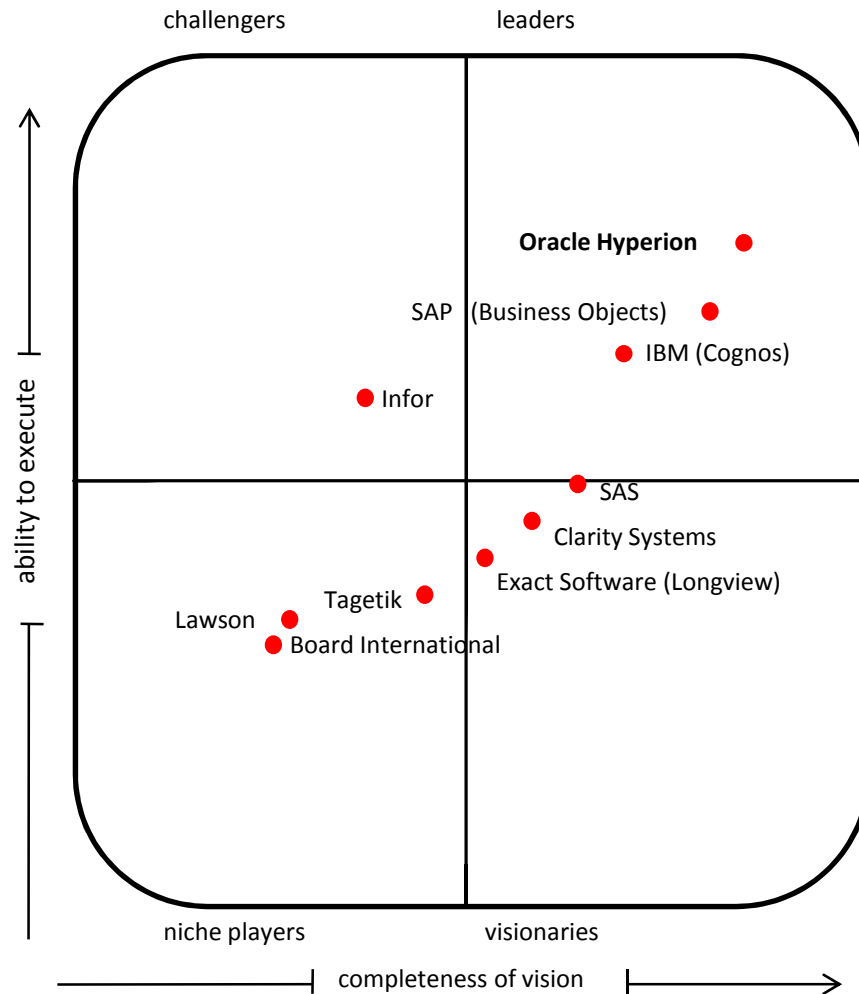 challengers
leaders
Oracle Hyperion
SAP (Business Objects)
IBM (Cognos)
Infor
ability to execute
SAS
Clarity Systems
Exact Software (Longview)
Tagetik
Lawson
Board International
niche players
visionaries
completeness of vision